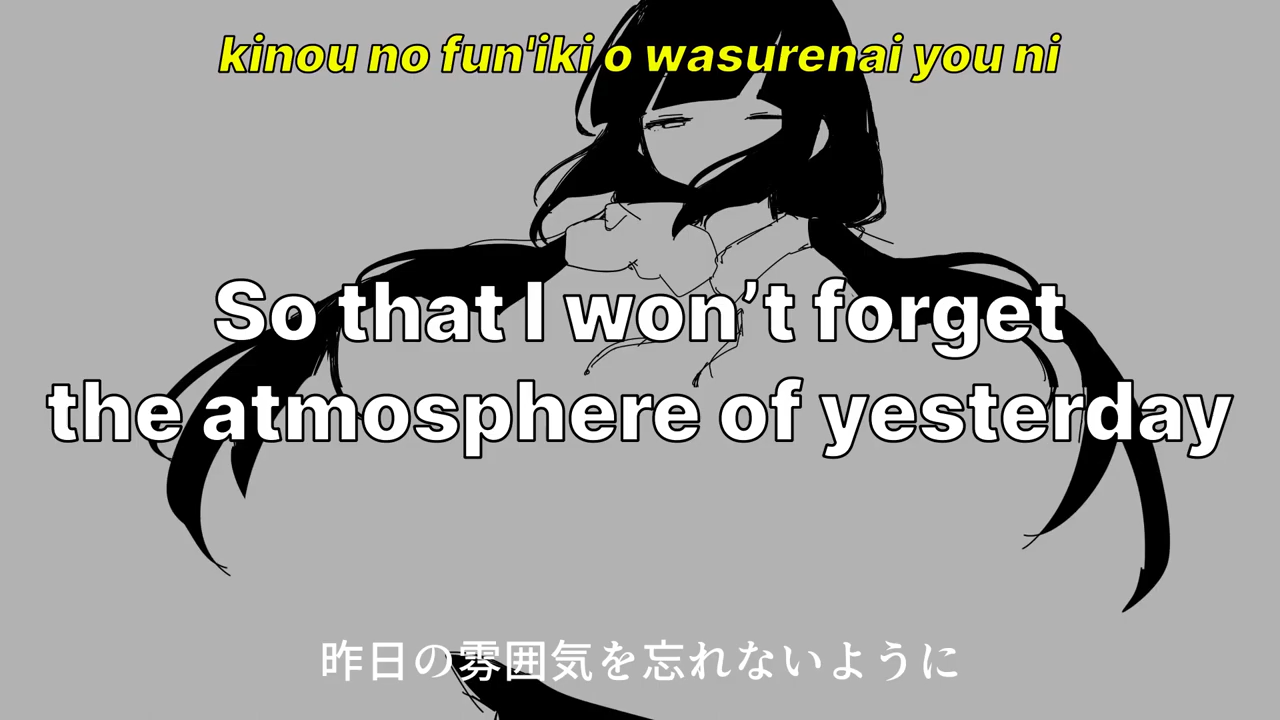 kinou no fun'iki o wasurenai you ni
So that I won’t forget
the atmosphere of yesterday
昨日の雰囲気を忘れないように